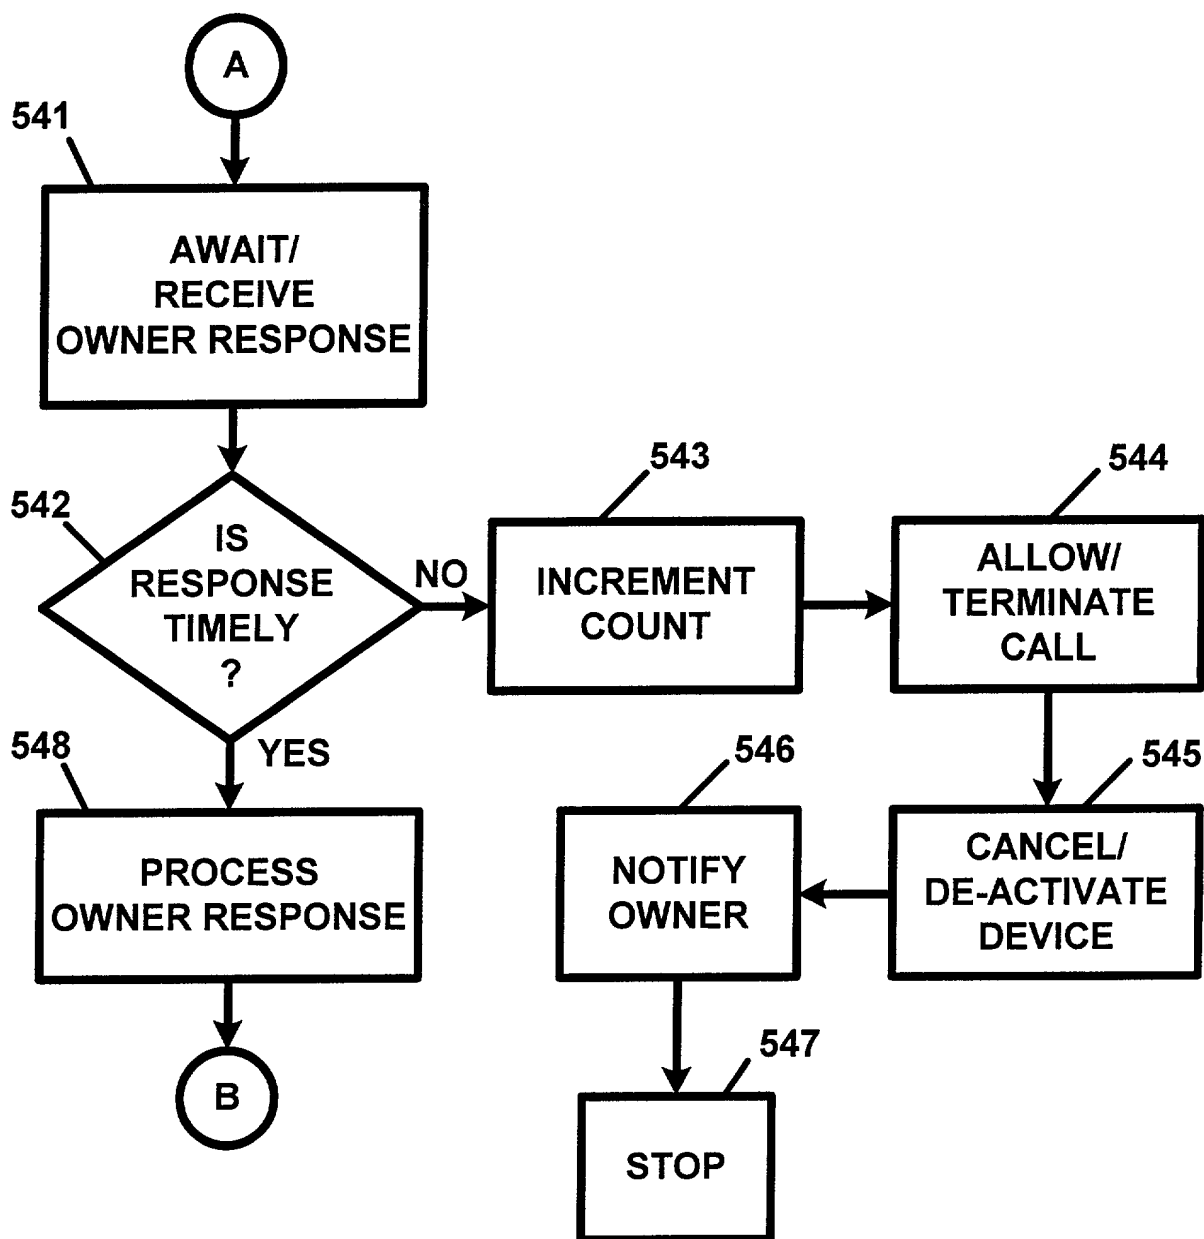 A
541
AWAIT/
RECEIVE
OWNER RESPONSE
542
IS
RESPONSE
TIMELY
?
NO
543
INCREMENT
COUNT
544
ALLOW/
TERMINATE
CALL
YES
548
PROCESS
OWNER RESPONSE
B
545
CANCEL/
DE-ACTIVATE
DEVICE
546
NOTIFY
OWNER
547
STOP